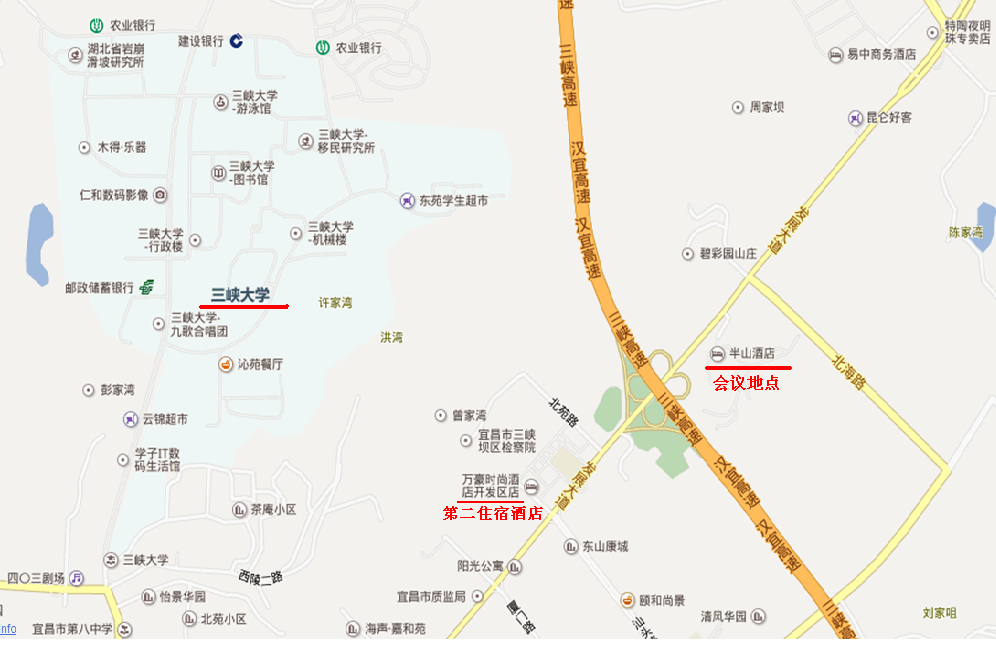 农业银行
建设银行
农业银行
湖北省岩崩
滑坡研究所
三峡大学
-游泳馆
木得·乐器
三峡大学·
移民研究所
三峡大学
-图书馆
仁和数码影像
东苑学生超市
三峡大学
-行政楼
三峡大学
-机械楼
邮政储蓄银行
三峡大学
许家湾
三峡大学·
九歌合唱团
洪湾
沁苑餐厅
彭家湾
云锦超市
学子IT数
码生活馆
茶庵小区
三峡大学
四〇三剧场
西陵二路
怡景华园
北苑小区
宜昌市第八中学
海声·嘉和苑
nfo
三峡高速
汉宜高速
汉宜高速
三峡高速
三峡高速
汉宜高速
汉宜高速
三峡高速
特陶夜明
珠专卖店
易中商务酒店
周家坝
昆仑好客
发展大道
陈家湾
碧彩园山庄
半山酒店
会议地点
北海路
北苑路
曾家湾
宜昌市三峡
坝区检察院
万豪时尚酒
店开发区店
第二住宿酒店
发展大道
东山康城
阳光公寓
宜昌市质监局
厦门路
颐和尚景
汕头
清风华园
刘家咀